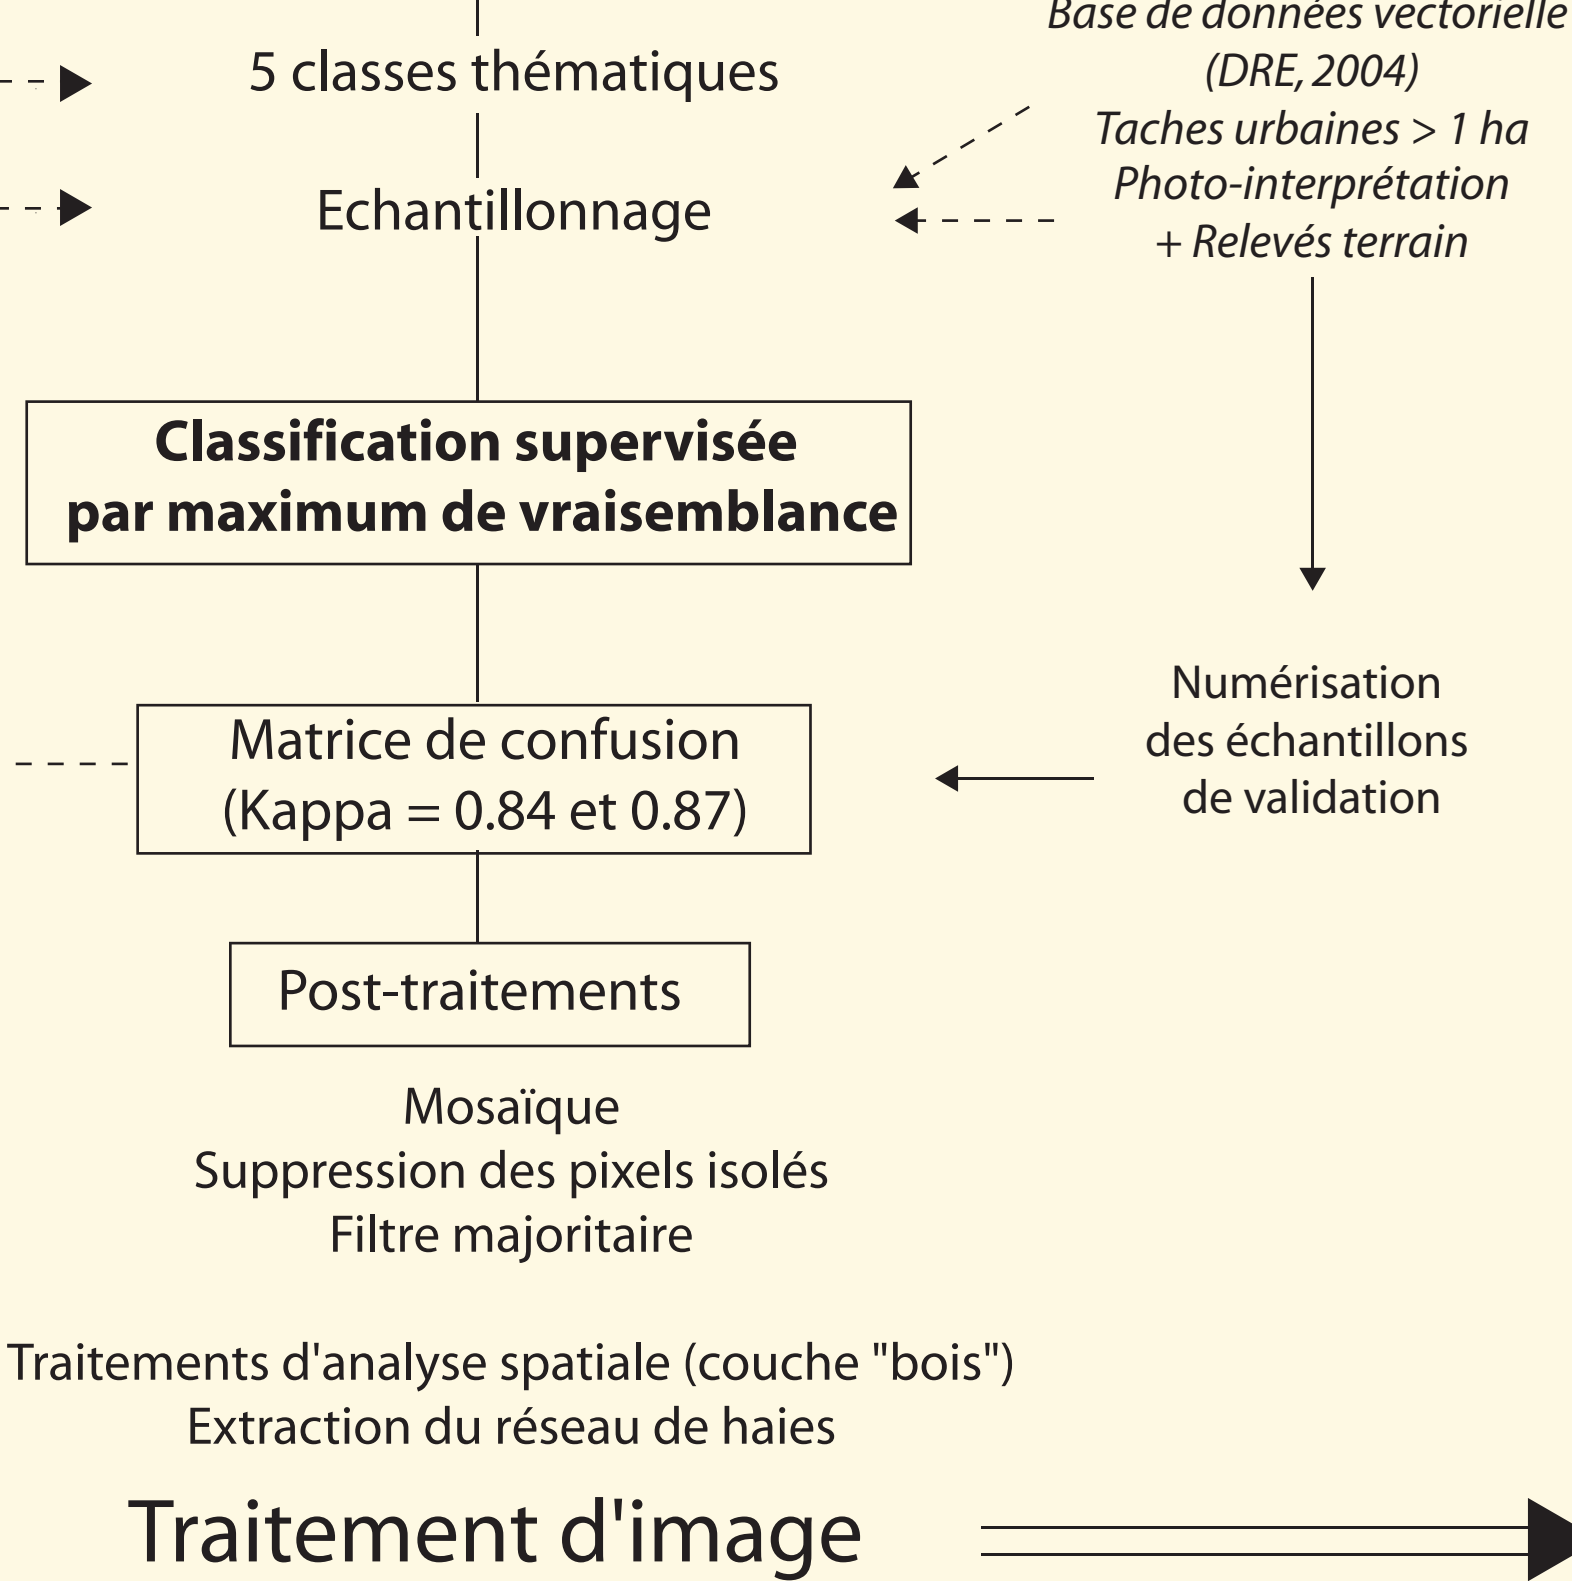 Base de données vectorielle
(DRE, 2004)
Taches urbaines > 1 ha
Photo-interprétation
+ Relevés terrain
5 classes thématiques
Echantillonnage
Classification supervisée
par maximum de vraisemblance
Numérisation
des échantillons
de validation
Matrice de confusion
(Kappa = 0.84 et 0.87)
Post-traitements
Mosaïque
Suppression des pixels isolés
Filtre majoritaire
Traitements d'analyse spatiale (couche "bois")
Extraction du réseau de haies
Traitement d'image